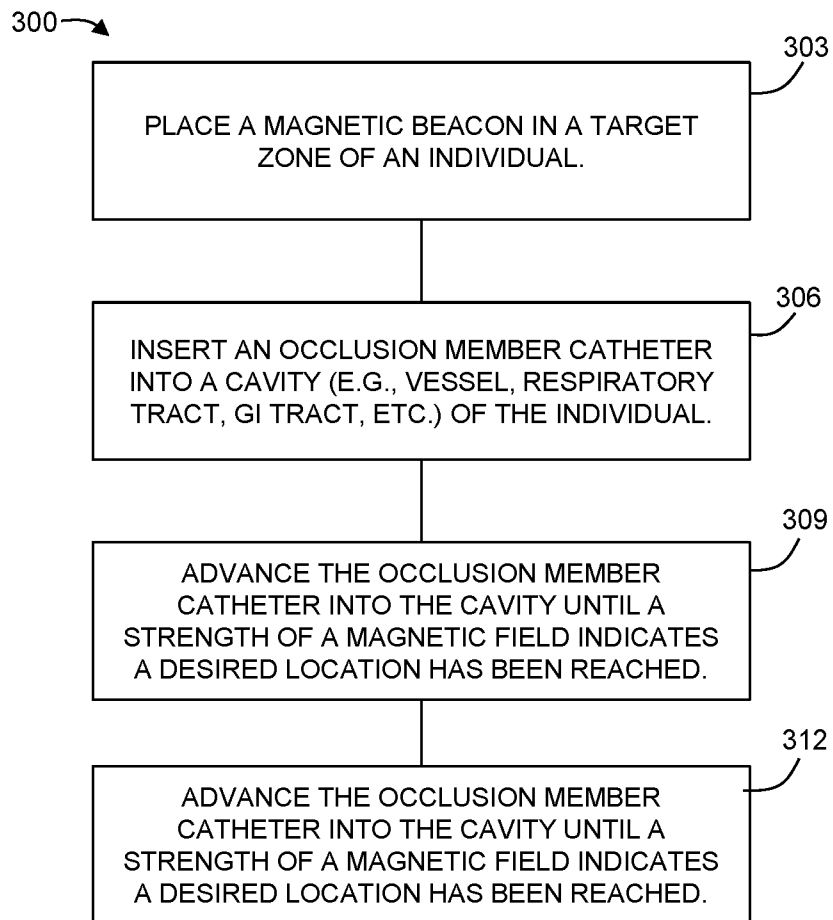 300
303
PLACE A MAGNETIC BEACON IN A TARGET
ZONE OF AN INDIVIDUAL.
306
INSERT AN OCCLUSION MEMBER CATHETER
INTO A CAVITY (E.G., VESSEL, RESPIRATORY
TRACT, GI TRACT, ETC.) OF THE INDIVIDUAL.
309
ADVANCE THE OCCLUSION MEMBER
CATHETER INTO THE CAVITY UNTIL A
STRENGTH OF A MAGNETIC FIELD INDICATES
A DESIRED LOCATION HAS BEEN REACHED.
312
ADVANCE THE OCCLUSION MEMBER
CATHETER INTO THE CAVITY UNTIL A
STRENGTH OF A MAGNETIC FIELD INDICATES
A DESIRED LOCATION HAS BEEN REACHED.